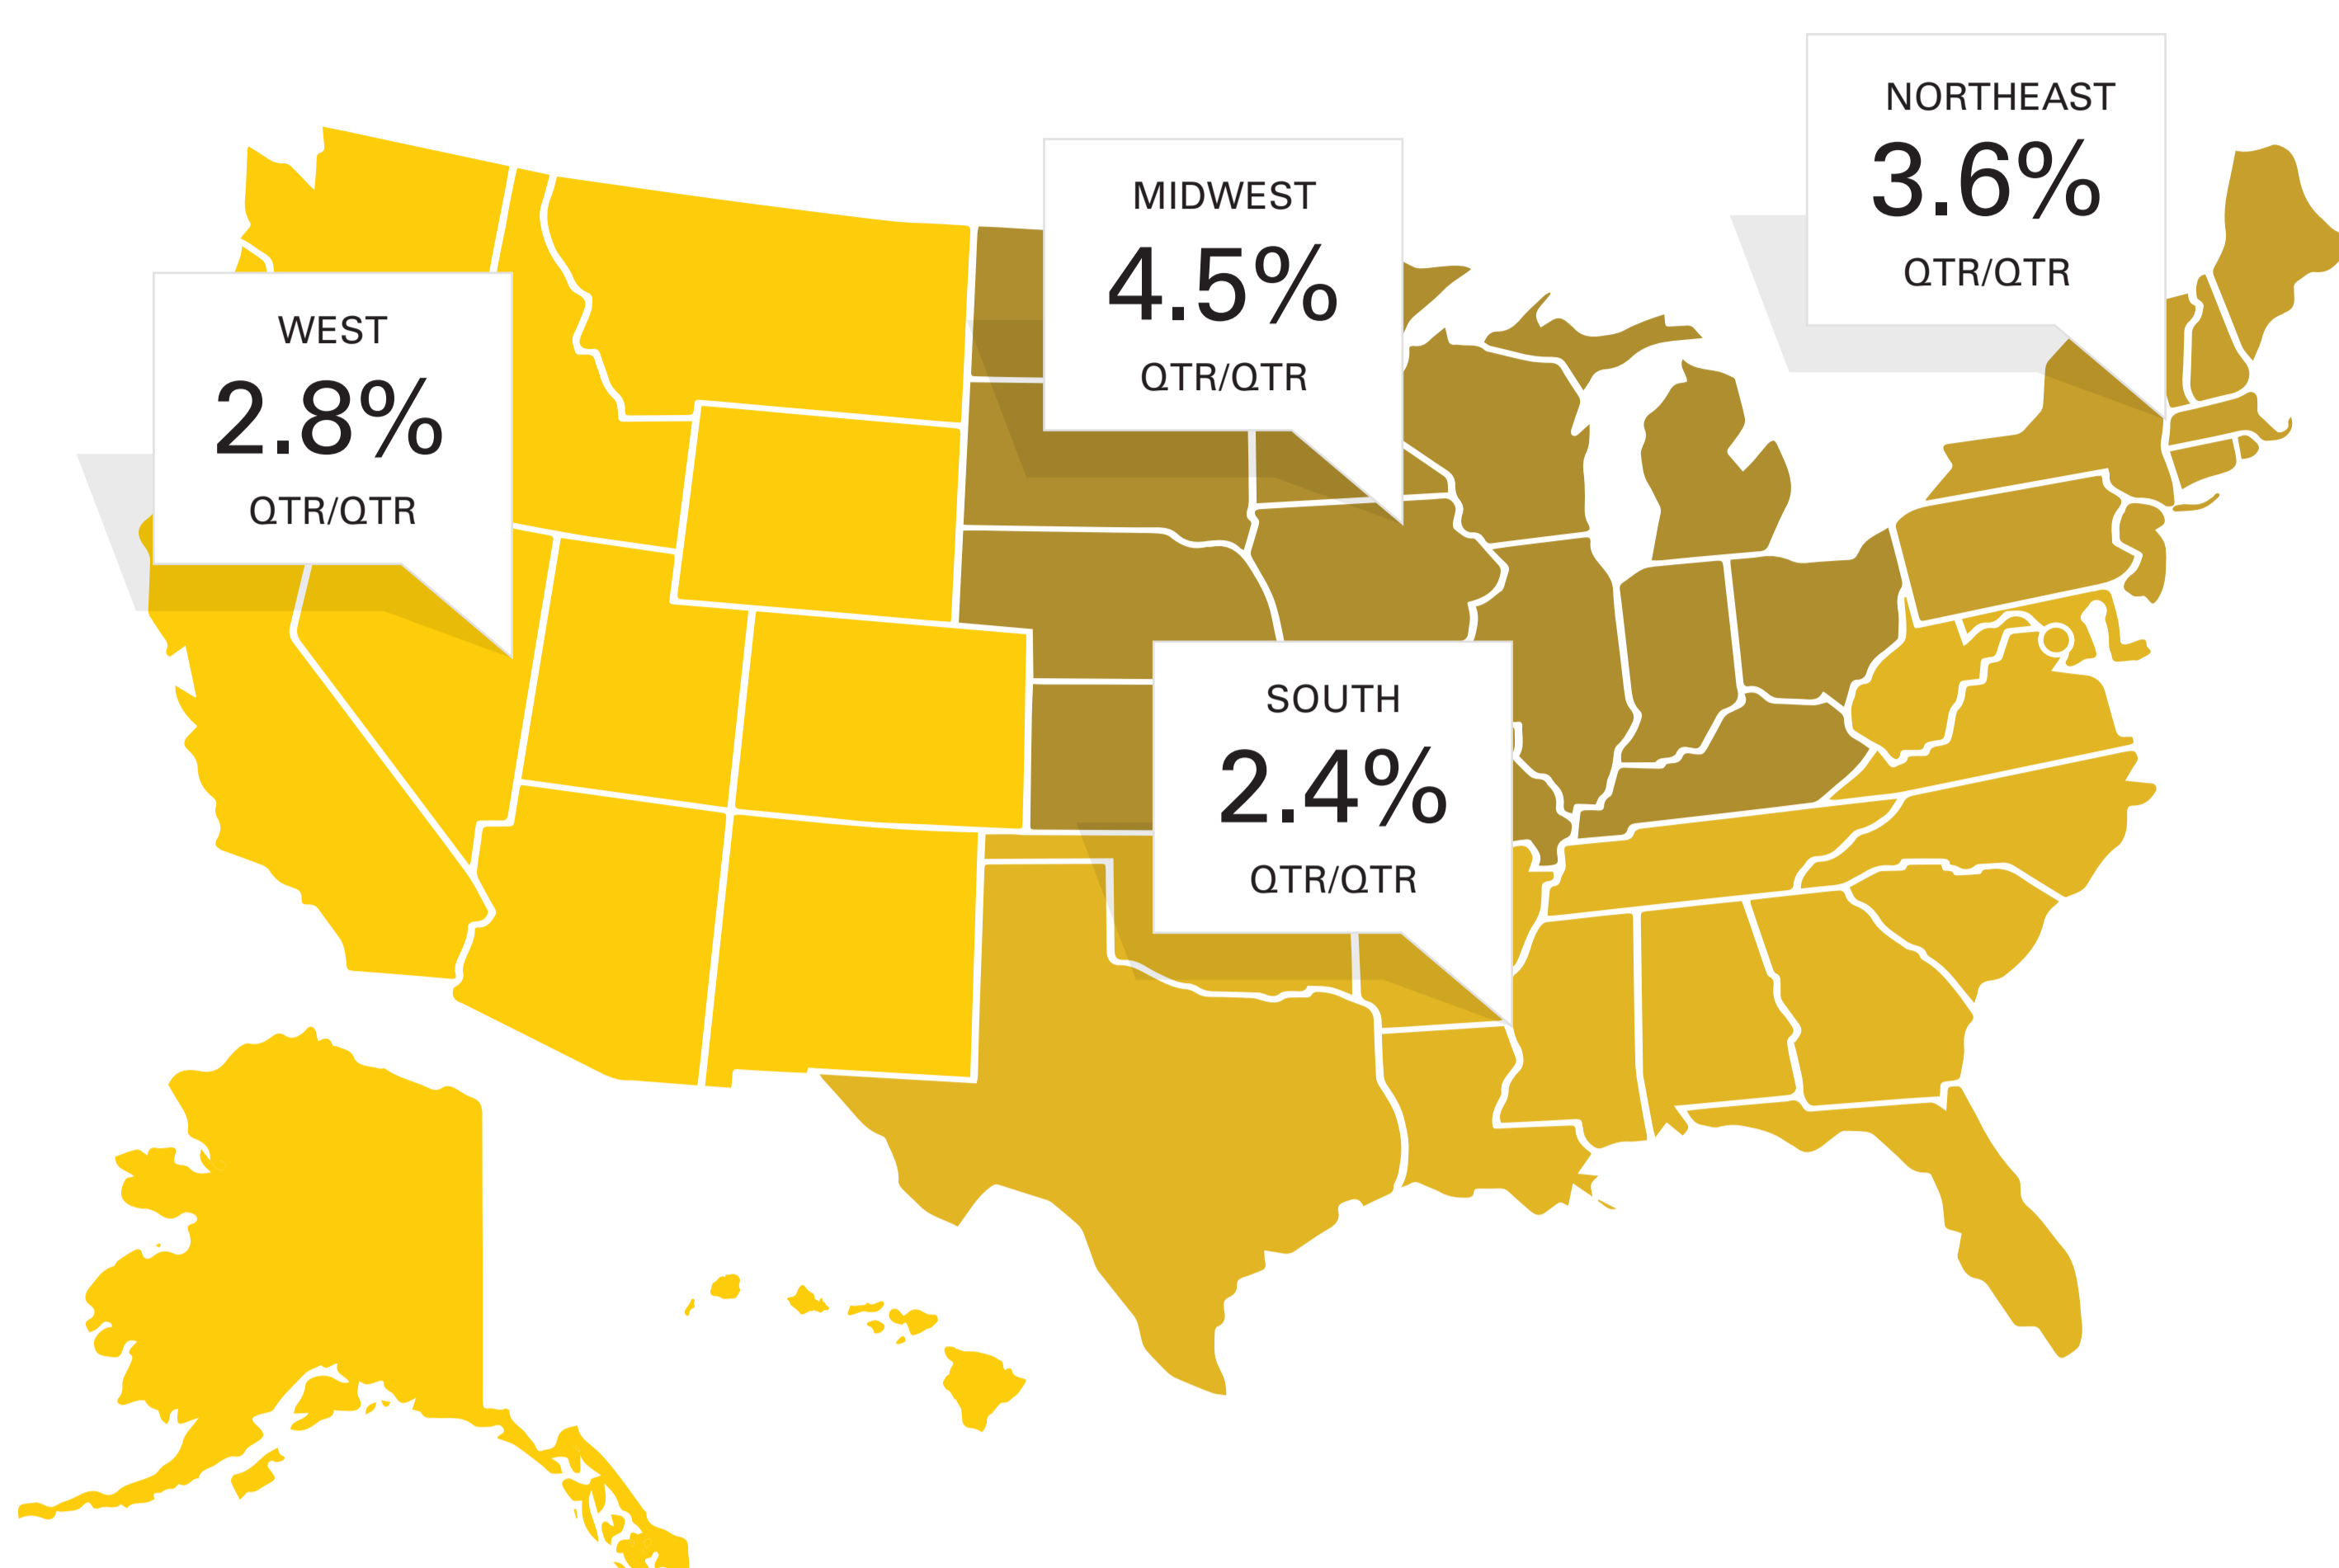 NORTHEAST
3.6%
QTR/QTR
MIDWEST
4.5%
QTR/QTR
WEST
2.8%
QTR/QTR
SOUTH
2.4%
QTR/QTR